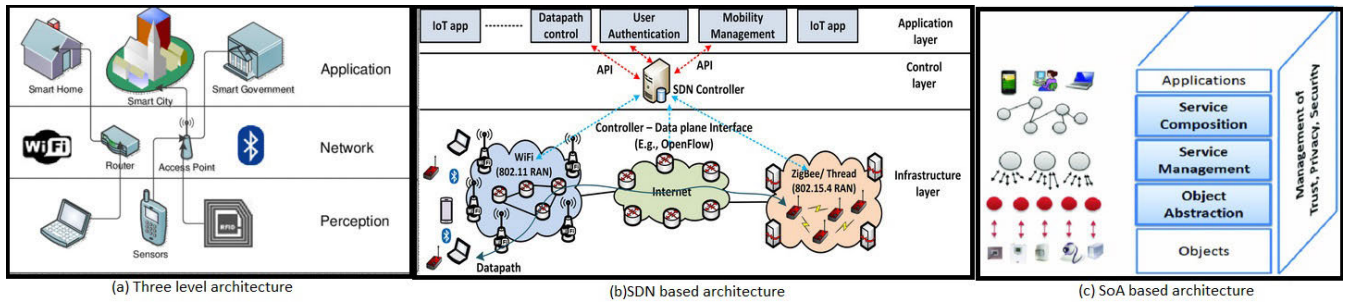 Smart Home
Smart City
Smart Government
Application
WiFi
Router
Access Point
Network
RFID
Sensors
Perception
(a) Three level architecture
IoT app
Datapath
control
User
Authentication
Mobility
Management
IoT app
Application
layer
API
API
SDN Controller
Control
layer
Controller – Data plane Interface
(E.g., OpenFlow)
WiFi
(802.11 RAN)
Internet
ZigBee/ Thread
(802.15.4 RAN)
Infrastructure
layer
Datapath
(b)SDN based architecture
Applications
Service
Composition
Service
Management
Object
Abstraction
Objects
Management of
Trust, Privacy, Security
(c) SoA based architecture